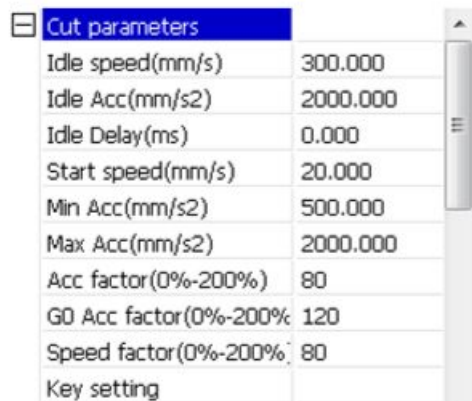 Cut parameters
Idle speed(mm/s) 300.000
Idle Acc(mm/s2) 2000.000
Idle Delay(ms) 0.000
Start speed(mm/s) 20.000
Min Acc(mm/s2) 500.000
Max Acc(mm/s2) 2000.000
Acc factor(0%-200%) 80
G0 Acc factor(0%-200% 120
Speed factor(0%-200%) 80
Key setting